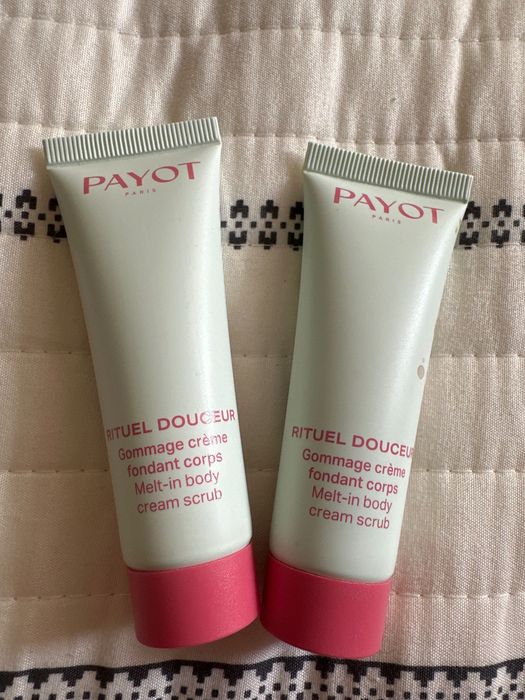 PAYOT
PARIS
RITUEL DOUCEUR
Gommage crème
fondant corps
Melt-in body
cream scrub
PAYOT
PARIS
RITUEL DOUCEUR
Gommage crème
fondant corps
Melt-in body
cream scrub